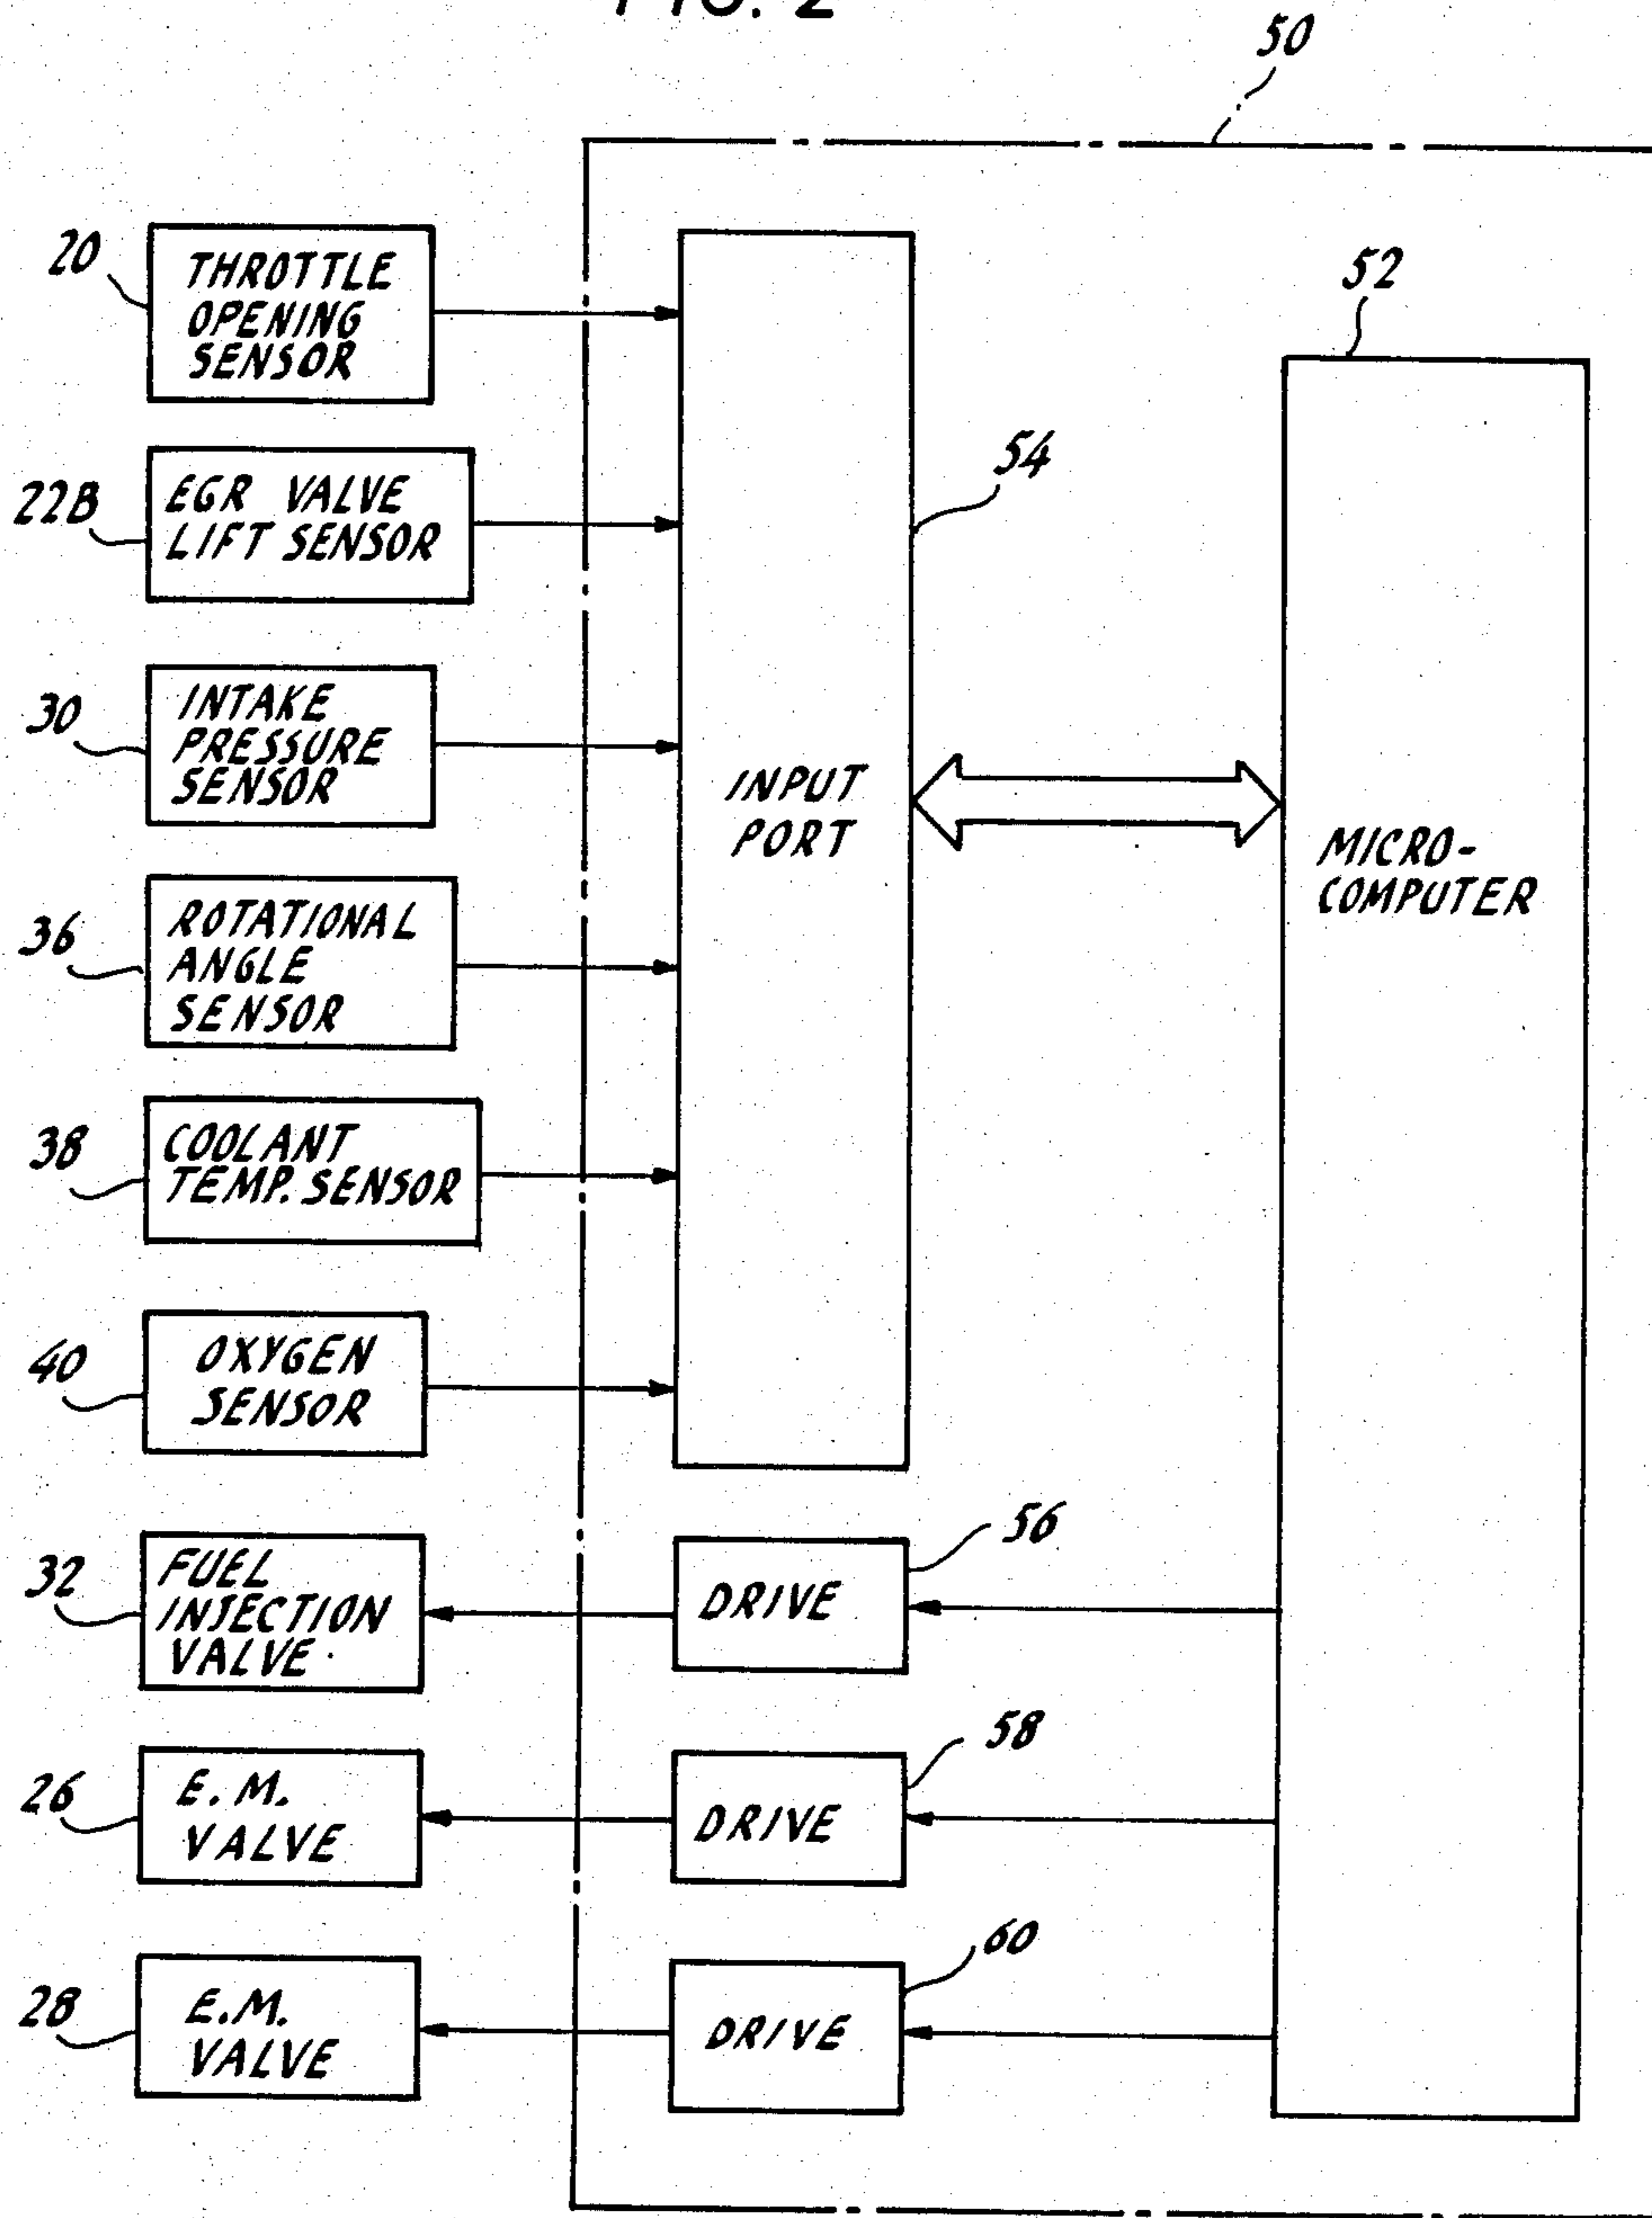 FIG. 2
50
20
THROTTLE
OPENING
SENSOR
52
22B
EGR VALVE
LIFT SENSOR
54
30
INTAKE
PRESSURE
SENSOR
INPUT
PORT
MICRO-
COMPUTER
36
ROTATIONAL
ANGLE
SENSOR
38
COOLANT
TEMP. SENSOR
40
OXYGEN
SENSOR
32
FUEL
INJECTION
VALVE
DRIVE
56
26
E. M.
VALVE
DRIVE
58
28
E.M.
VALVE
DRIVE
60